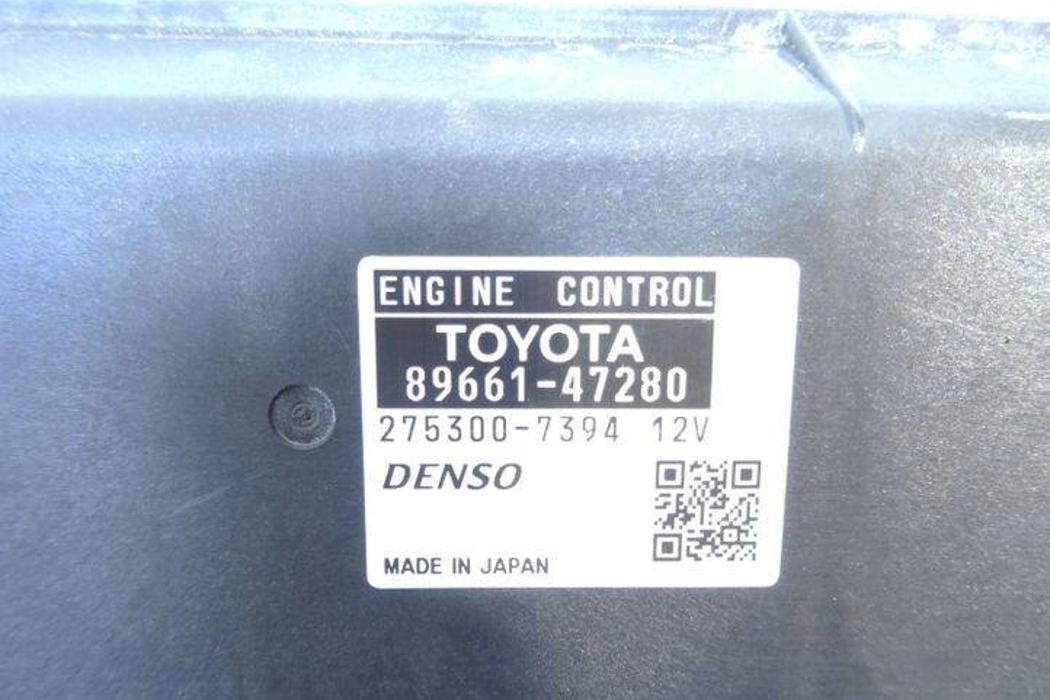 ENGINE CONTROL
TOYOTA
89661-47280
275300-7394 12V
DENSO
MADE IN JAPAN